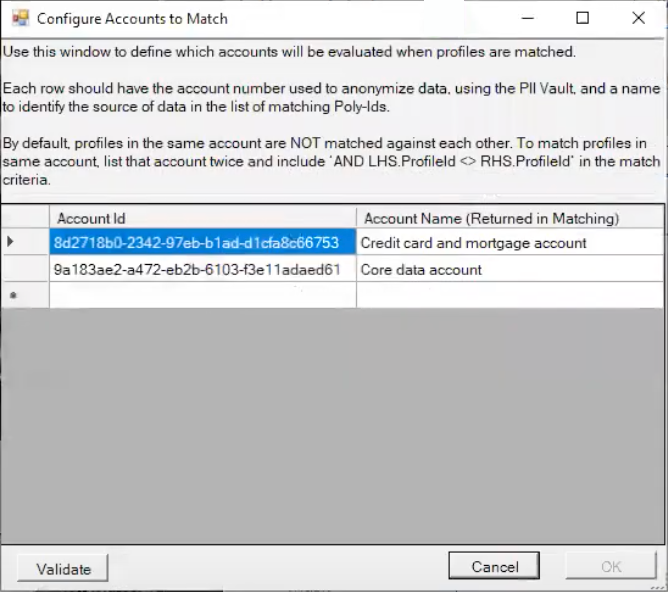 Configure Accounts to Match
Use this window to define which accounts will be evaluated when profiles are matched.
Each row should have the account number used to anonymize data, using the PII Vault, and a name
to identify the source of data in the list of matching Poly-Ids.
By default, profiles in the same account are NOT matched against each other. To match profiles in
same account, list that account twice and include 'AND LHS.ProfileId <> RHS.ProfileId' in the match
criteria.
Account Id Account Name (Returned in Matching)
8d2718b0-2342-97eb-b1ad-d1cfa8c66753 Credit card and mortgage account
9a183ae2-a472-eb2b-6103-f3e11adaed61 Core data account
Validate Cancel OK